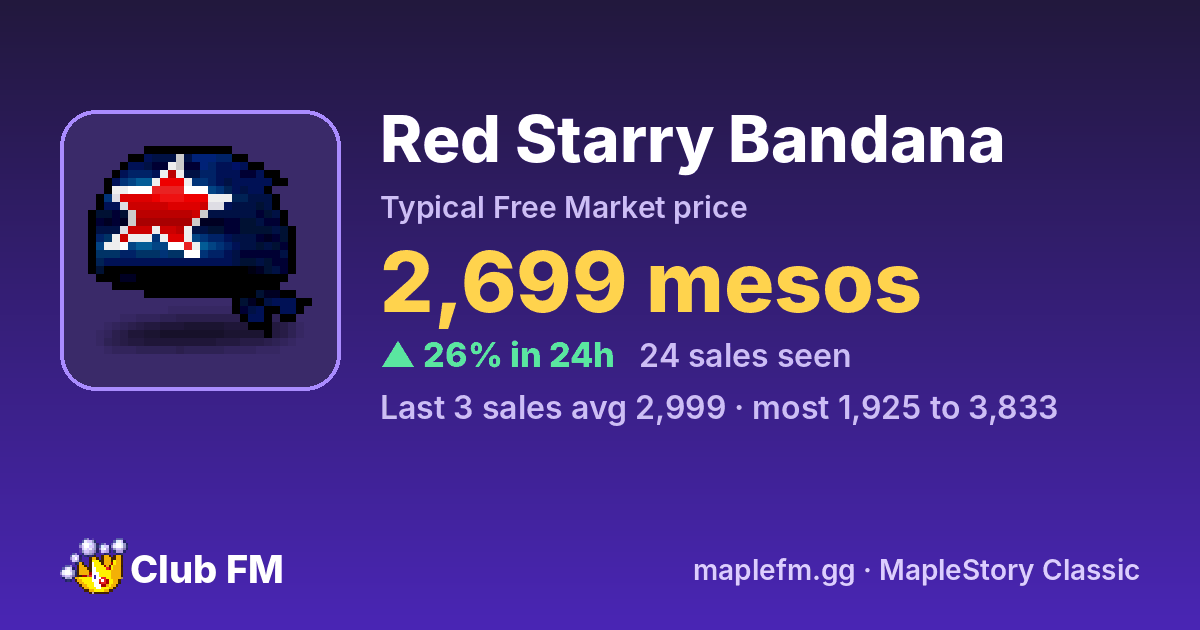 Red Starry Bandana
Typical Free Market price
2,699 mesos
▲ 26% in 24h 24 sales seen
Last 3 sales avg 2,999 · most 1,925 to 3,833
Club FM
maplefm.gg · MapleStory Classic